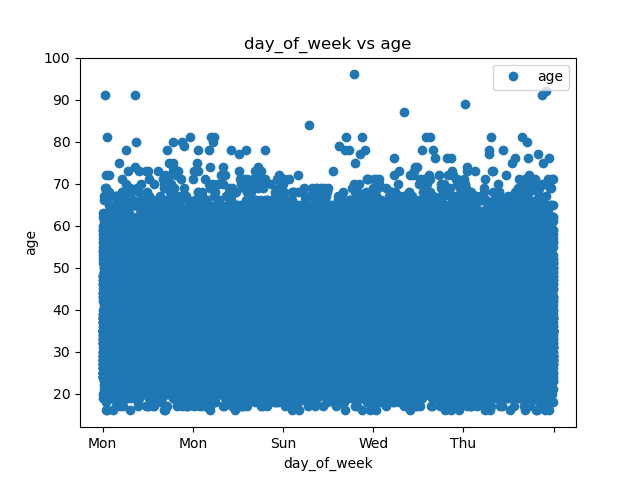 day_of_week vs age
age
100
90
80
70
60
50
40
30
20
age
Mon
Mon
Sun
Wed
Thu
day_of_week